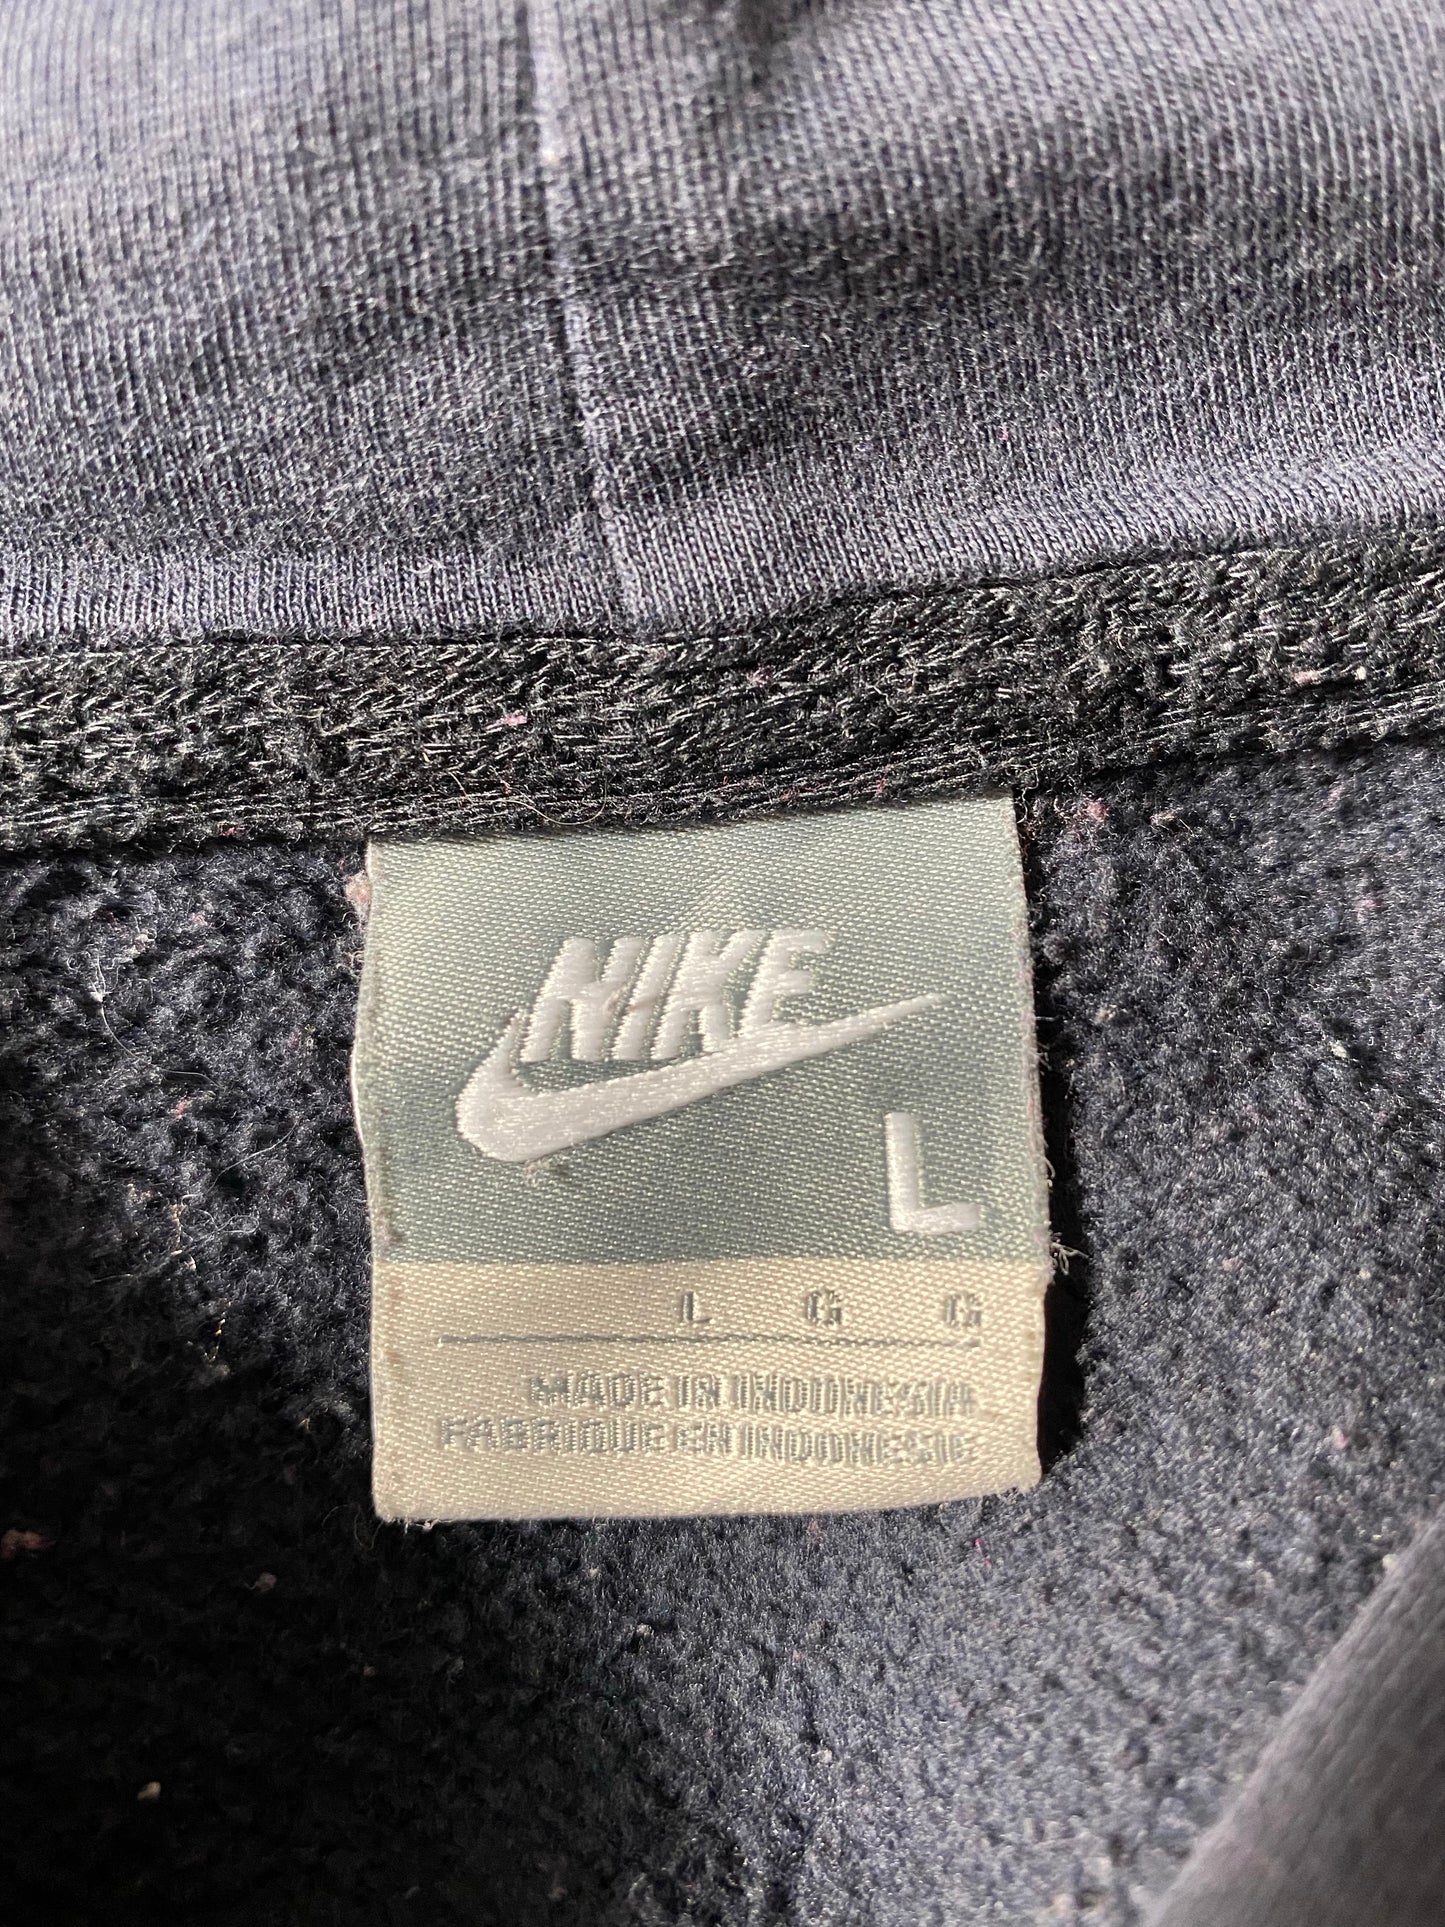 NIKE
L
L G G
MADE IN INDONESIA
FABRIQUE EN INDONESIE